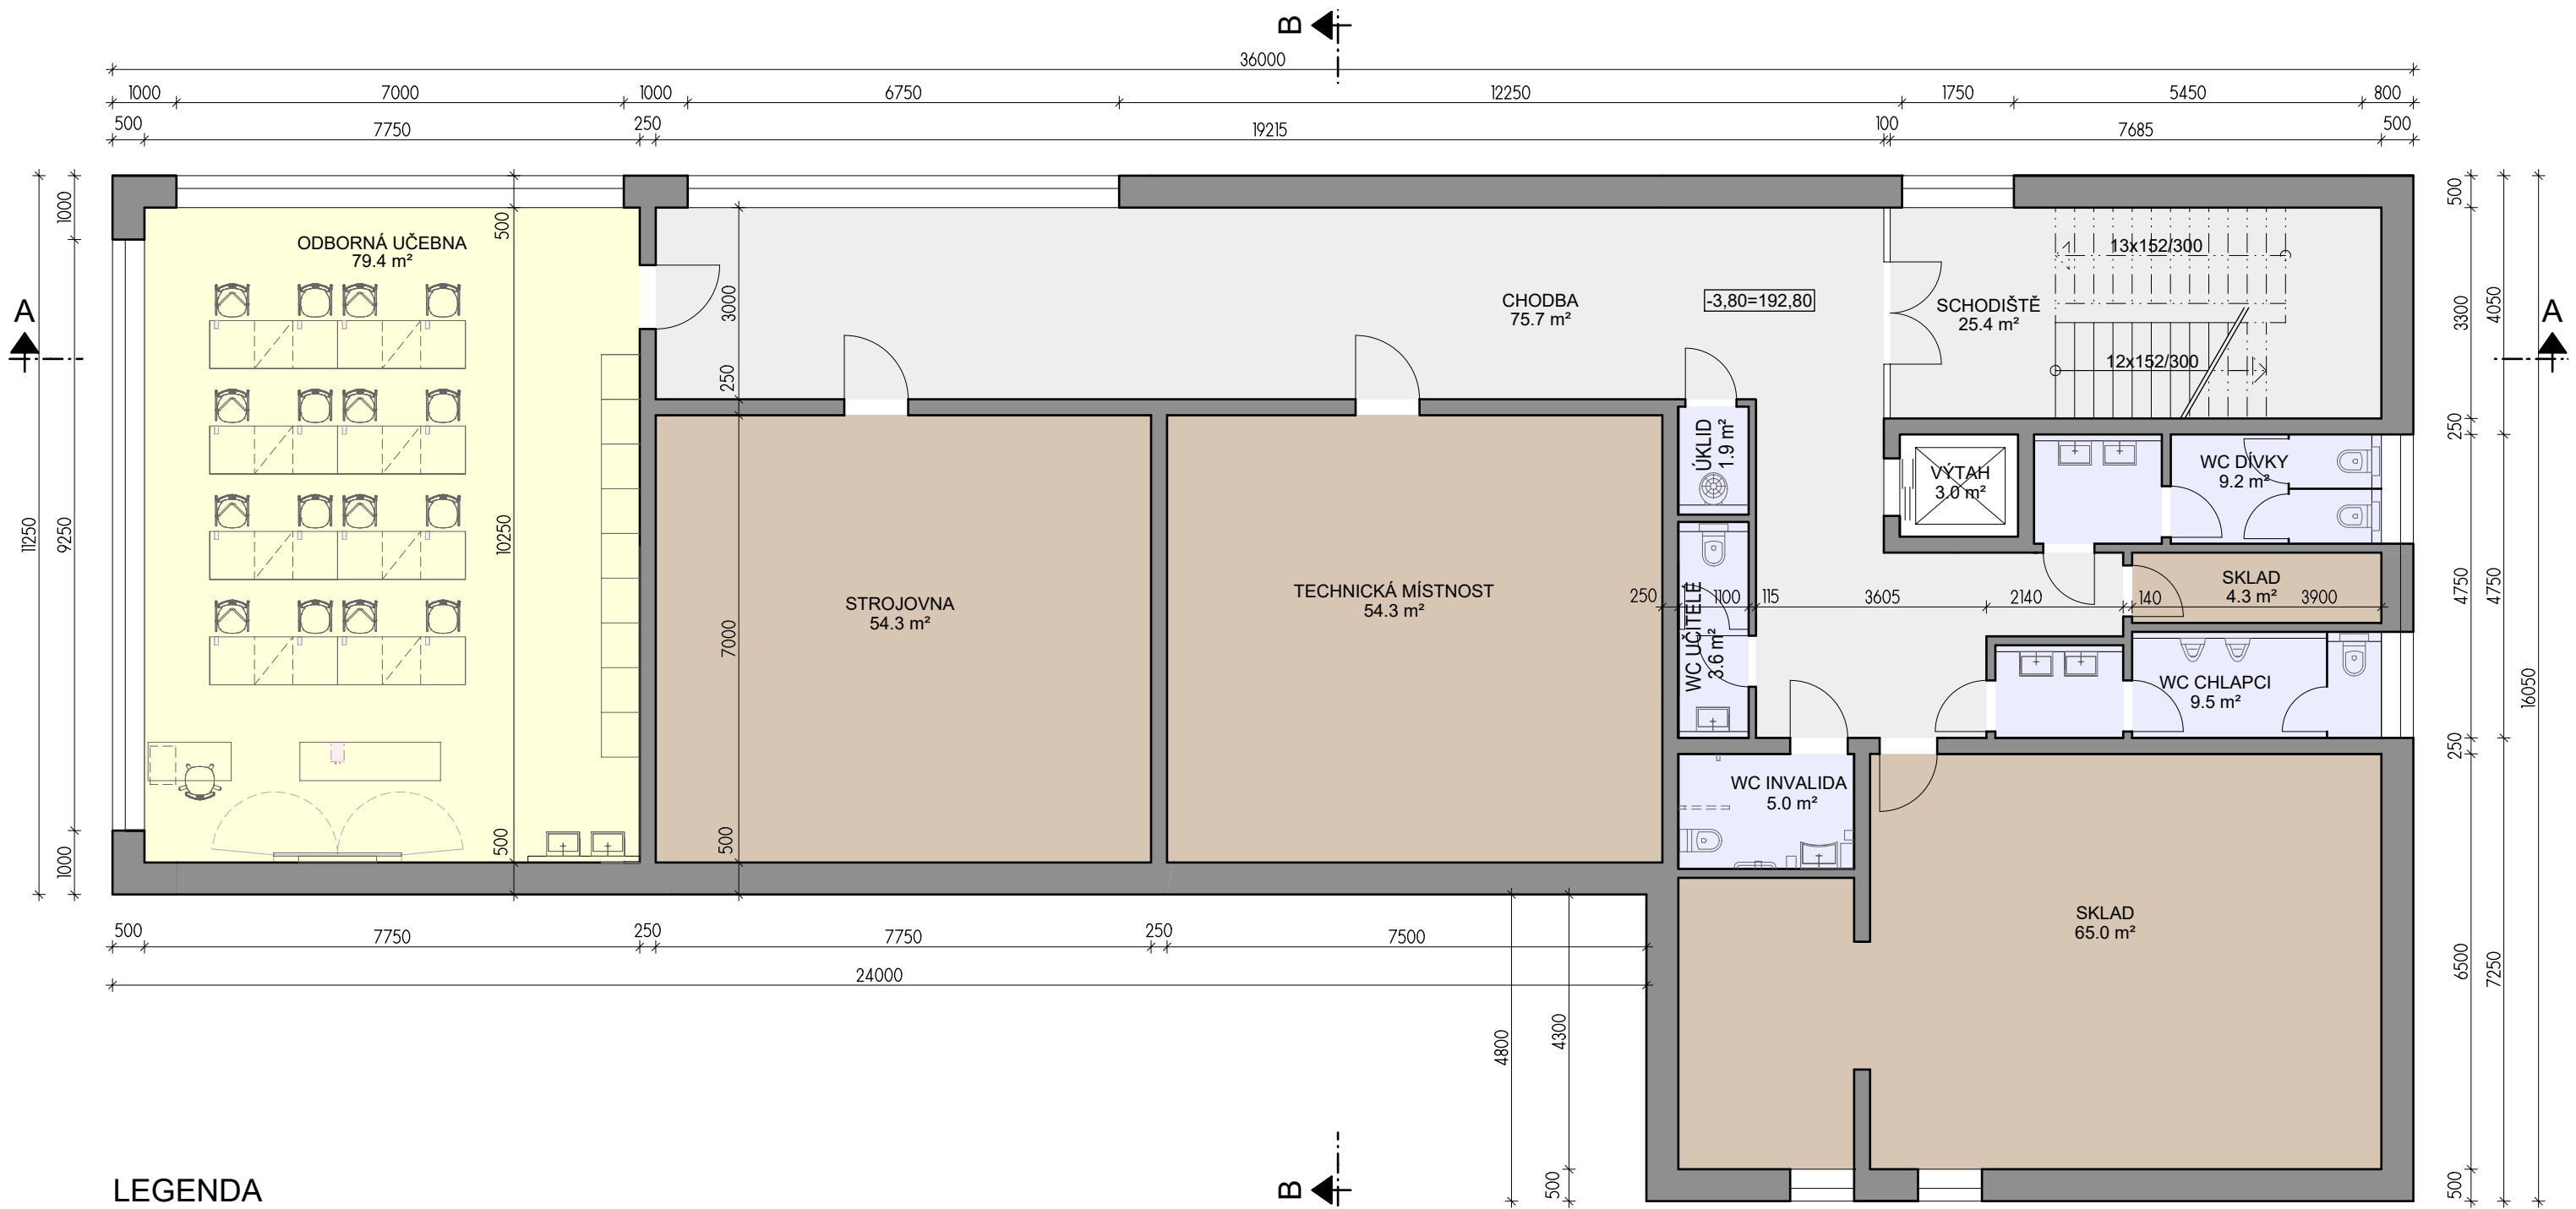 B
36000
1000 7000 1000 6750 12250 1750 5450 800
500 7750 250 19215 100 7685 500
1000
500
500
ODBORNÁ UČEBNA
79.4 m²
13x152/300
CHODBA
75.7 m²
-3,80=192,80
SCHODIŠTĚ
25.4 m²
3000
3300
4050
A
A
12x152/300
250
250
ÚKLID
1.9 m²
VÝTAH
3.0 m²
WC DÍVKY
9.2 m²
11250
9250
10250
STROJOVNA
54.3 m²
TECHNICKÁ MÍSTNOST
54.3 m²
250 1100 115 3605 2140 140 3900
SKLAD
4.3 m²
4750
4750
WC UČITELÉ
3.6 m²
7000
WC CHLAPCI
9.5 m²
16050
250
WC INVALIDA
5.0 m²
1000
500
500
SKLAD
65.0 m²
500 7750 250 7750 250 7500
24000
6500
7250
4800
4300
500
500
B
LEGENDA